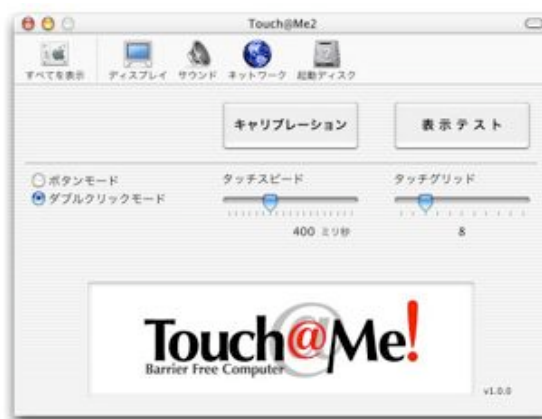 Touch@Me2
すべてを表示 ディスプレイ サウンド ネットワーク 起動ディスク
キャリブレーション 表示テスト
ボタンモード タッチスピード タッチグリッド
ダブルクリックモード
400 ミリ秒 8
Touch@Me!
Barrier Free Computer
v1.0.0